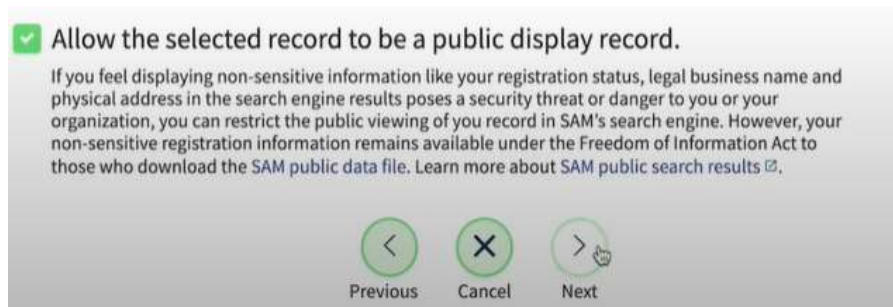 Allow the selected record to be a public display record.
If you feel displaying non-sensitive information like your registration status, legal business name and
physical address in the search engine results poses a security threat or danger to you or your
organization, you can restrict the public viewing of you record in SAM's search engine. However, your
non-sensitive registration information remains available under the Freedom of Information Act to
those who download the SAM public data file. Learn more about SAM public search results.
Previous Cancel Next